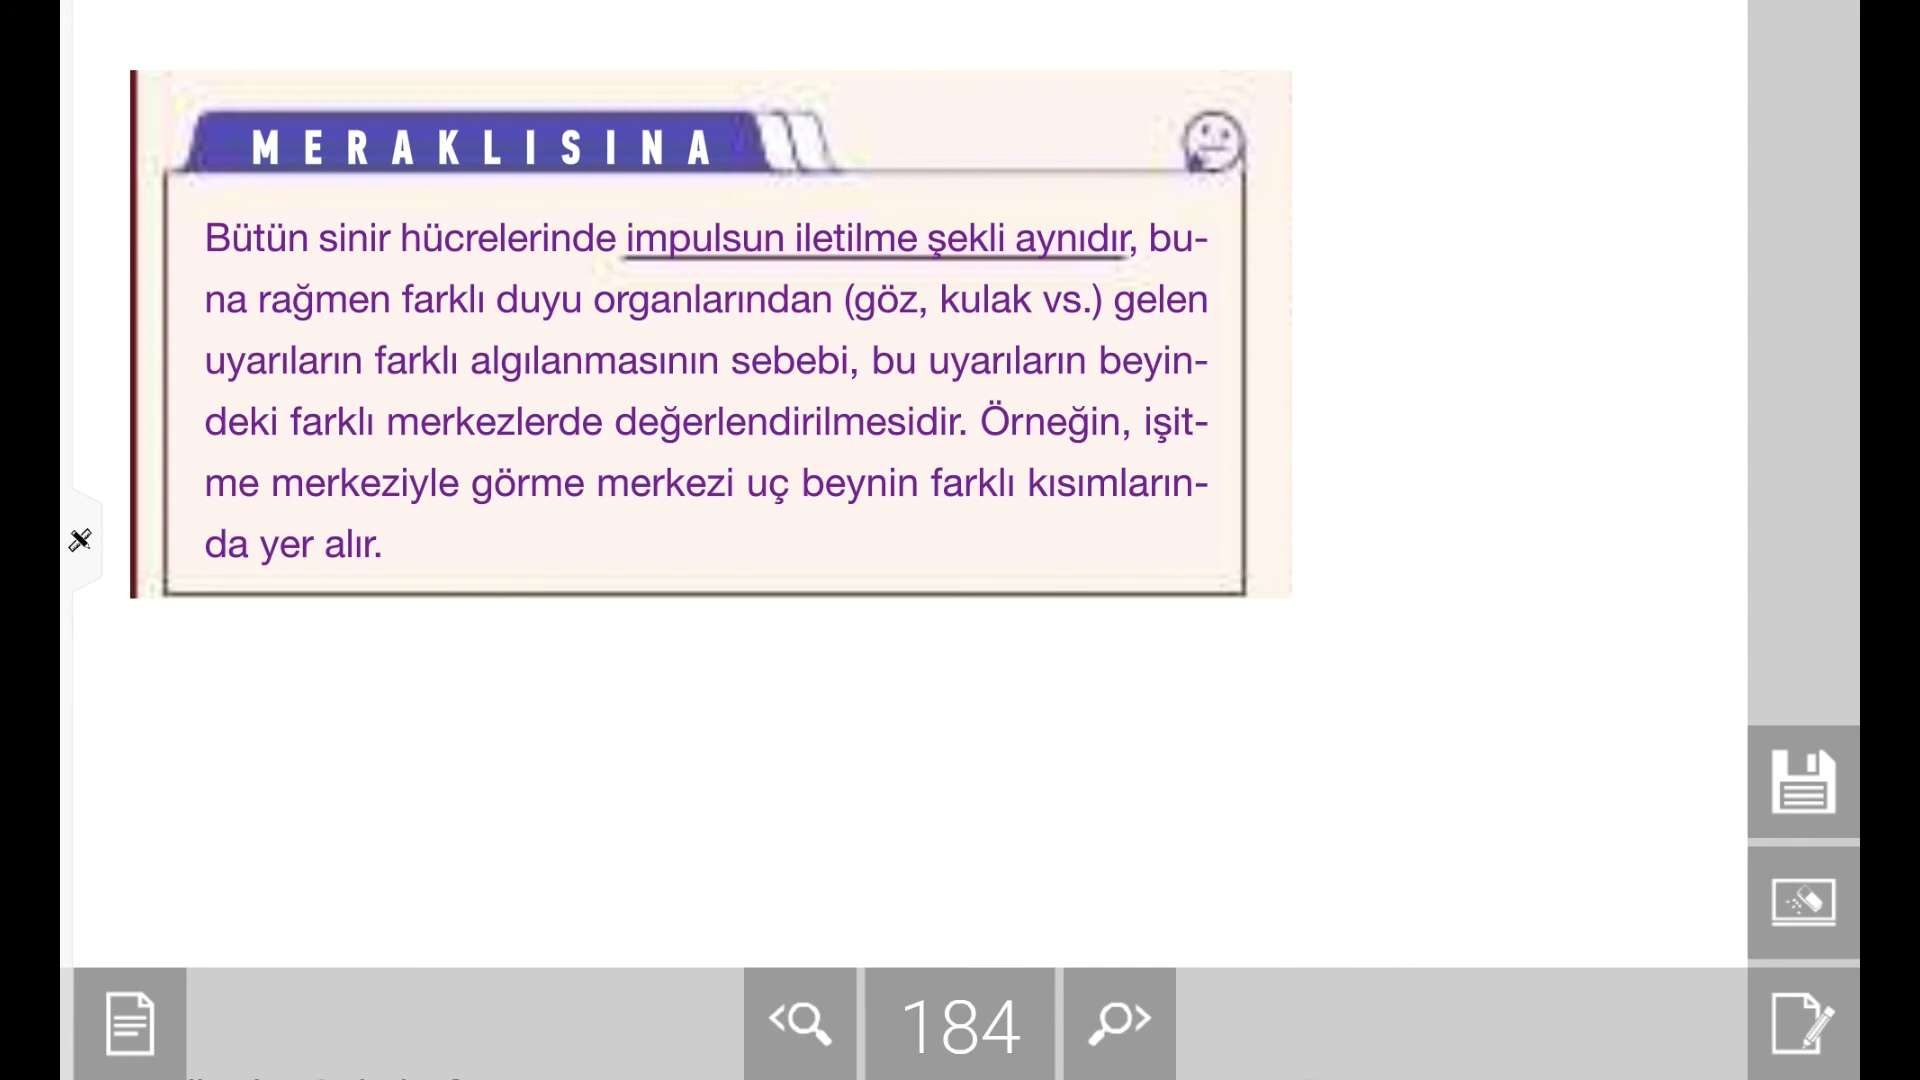 MERAKLISINA
Bütün sinir hücrelerinde impulsun iletilme şekli aynıdır, bu-
na rağmen farklı duyu organlarından (göz, kulak vs.) gelen
uyarıların farklı algılanmasının sebebi, bu uyarıların beyin-
deki farklı merkezlerde değerlendirilmesidir. Örneğin, işit-
me merkeziyle görme merkezi uç beynin farklı kısımların-
da yer alır.
184